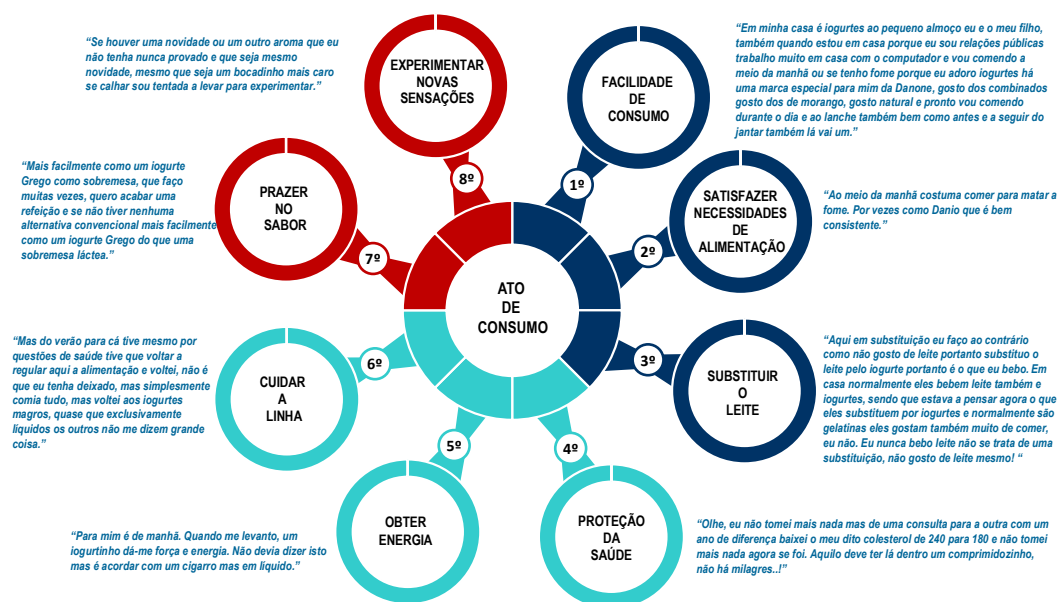 “Se houver uma novidade ou um outro aroma que eu
não tenha nunca provado e que seja mesmo
novidade, mesmo que seja um bocadinho mais caro
se calhar sou tentada a levar para experimentar.”
EXPERIMENTAR
NOVAS
SENSAÇÕES
8º
FACILIDADE
DE
CONSUMO
1º
“Em minha casa é iogurtes ao pequeno almoço eu e o meu filho,
também quando estou em casa porque eu sou relações públicas
trabalho muito em casa com o computador e vou comendo a
meio da manhã ou se tenho fome porque eu adoro iogurtes há
uma marca especial para mim da Danone, gosto dos combinados
gosto dos de morango, gosto natural e pronto vou comendo
durante o dia e ao lanche também bem como antes e a seguir do
jantar também lá vai um.”
“Mais facilmente como um iogurte
Grego como sobremesa, que faço
muitas vezes, quero acabar uma
refeição e se não tiver nenhuma
alternativa convencional mais facilmente
como um iogurte Grego do que uma
sobremesa láctea.”
PRAZER
NO
SABOR
7º
SATISFAZER
NECESSIDADES
DE
ALIMENTAÇÃO
2º
“Ao meio da manhã costuma comer para matar a
fome. Por vezes como Danio que é bem
consistente.”
ATO
DE
CONSUMO
“Mas do verão para cá tive mesmo por
questões de saúde tive que voltar a
regular aqui a alimentação e voltei, não é
que eu tenha deixado, mas simplesmente
comia tudo, mas voltei aos iogurtes
magros, quase que exclusivamente
líquidos os outros não me dizem grande
coisa.”
CUIDAR
A
LINHA
6º
3º
SUBSTITUIR
O
LEITE
“Aqui em substituição eu faço ao contrário
como não gosto de leite portanto substituo o
leite pelo iogurte portanto é o que eu bebo. Em
casa normalmente eles bebem leite também e
iogurtes, sendo que estava a pensar agora o que
eles substituem por iogurtes e normalmente são
gelatinas eles gostam também muito de comer,
eu não. Eu nunca bebo leite não se trata de uma
substituição, não gosto de leite mesmo! “
5º
OBTER
ENERGIA
“Para mim é de manhã. Quando me levanto, um
iogurtinho dá-me força e energia. Não devia dizer isto
mas é acordar com um cigarro mas em líquido.”
4º
PROTEÇÃO
DA
SAÚDE
“Olhe, eu não tomei mais nada mas de uma consulta para a outra com um
ano de diferença baixei o meu dito colesterol de 240 para 180 e não tomei
mais nada agora se foi. Aquilo deve ter lá dentro um comprimidozinho,
não há milagres..!”